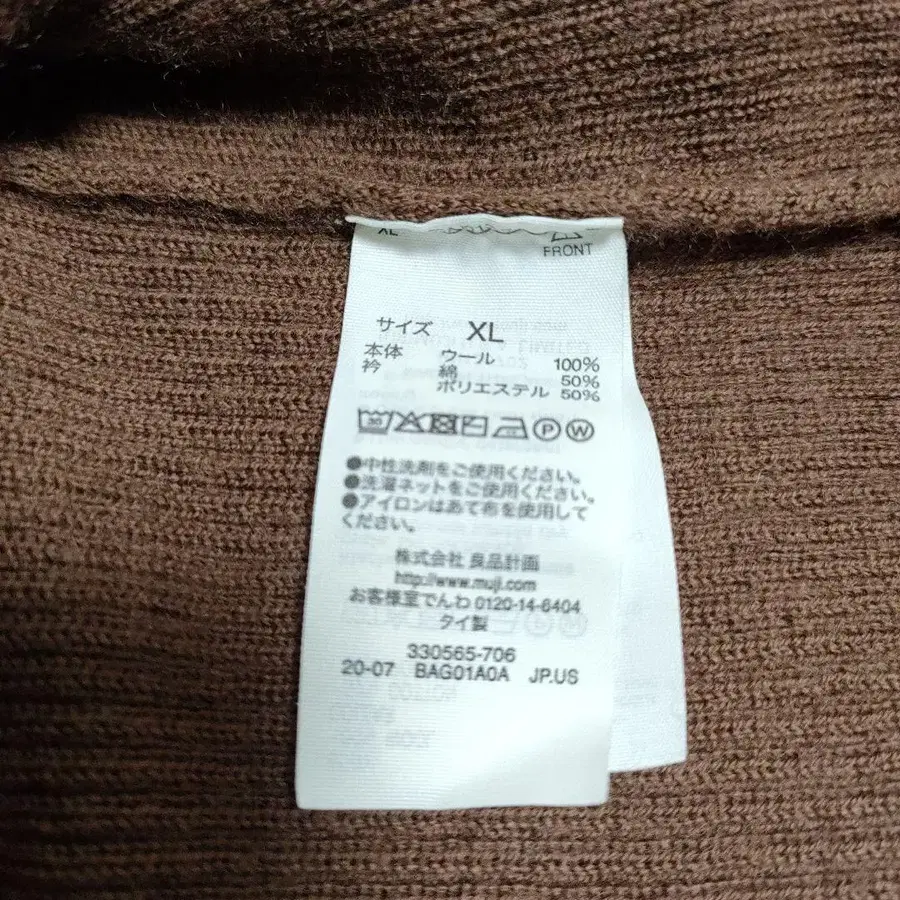 XL
FRONT
サイズ XL
本体 ウール 100%
衿 綿 50%
ポリエステル 50%
30 P W
●中性洗剤をご使用ください。
●洗濯ネットをご使用ください。
●アイロンはあて布を使用して
ください。
株式会社 良品計画
http://www.muji.com
お客様室でんわ 0120-14-6404
タイ製
330565-706
20-07 BAG01A0A JP.US